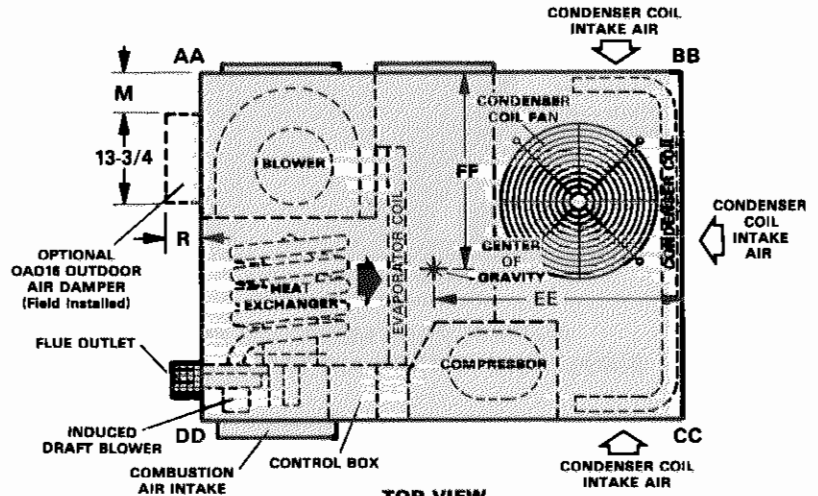 CONDENSER COIL
INTAKE AIR
AA
BB
M
13-3/4
CONDENSER
COIL FAN
BLOWER
FF
EVAPORATOR COIL
CONDENSER COIL
CONDENSER
COIL
INTAKE
AIR
R
OPTIONAL
OAD16 OUTDOOR
AIR DAMPER
(Field Installed)
CENTER
OF
GRAVITY
HEAT
EXCHANGER
EE
FLUE OUTLET
COMPRESSOR
DD
CC
INDUCED
DRAFT BLOWER
COMBUSTION
AIR INTAKE
CONTROL BOX
CONDENSER COIL
INTAKE AIR
TOP VIEW